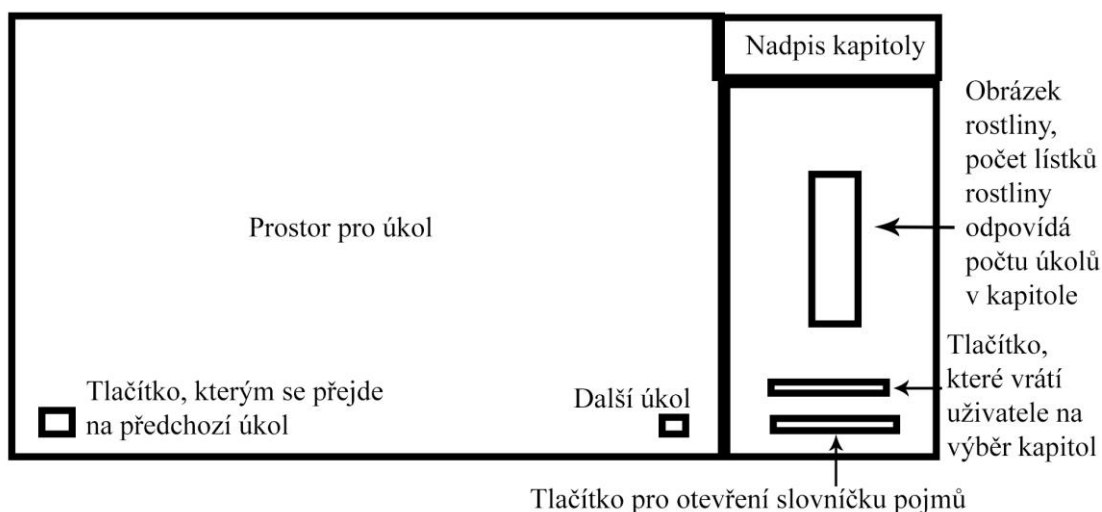 Nadpis kapitoly
Obrázek
rostliny,
počet lístků
rostliny
odpovídá
počtu úkolů
v kapitole
Prostor pro úkol
Tlačítko,
které vrátí
uživatele na
výběr kapitol
Tlačítko, kterým se přejde
na předchozí úkol
Další úkol
Tlačítko pro otevření slovníčku pojmů